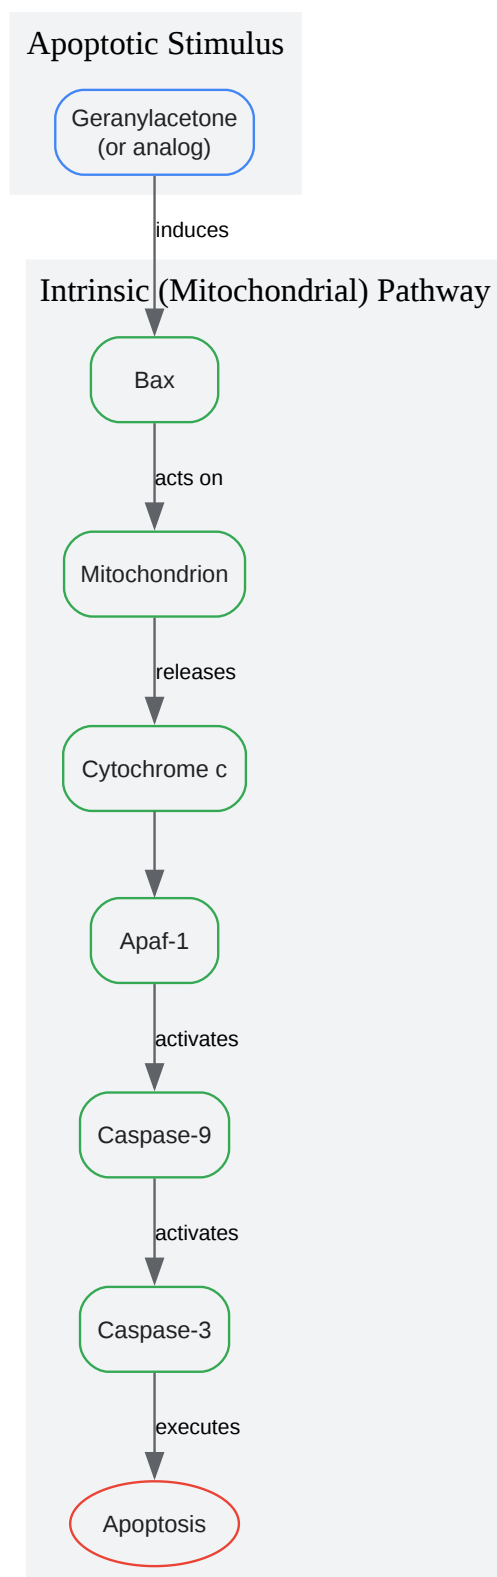 Apoptotic Stimulus
Geranylacetone
(or analog)
induces
Intrinsic (Mitochondrial) Pathway
Bax
acts on
Mitochondrion
releases
Cytochrome c
Apaf-1
activates
Caspase-9
activates
Caspase-3
executes
Apoptosis